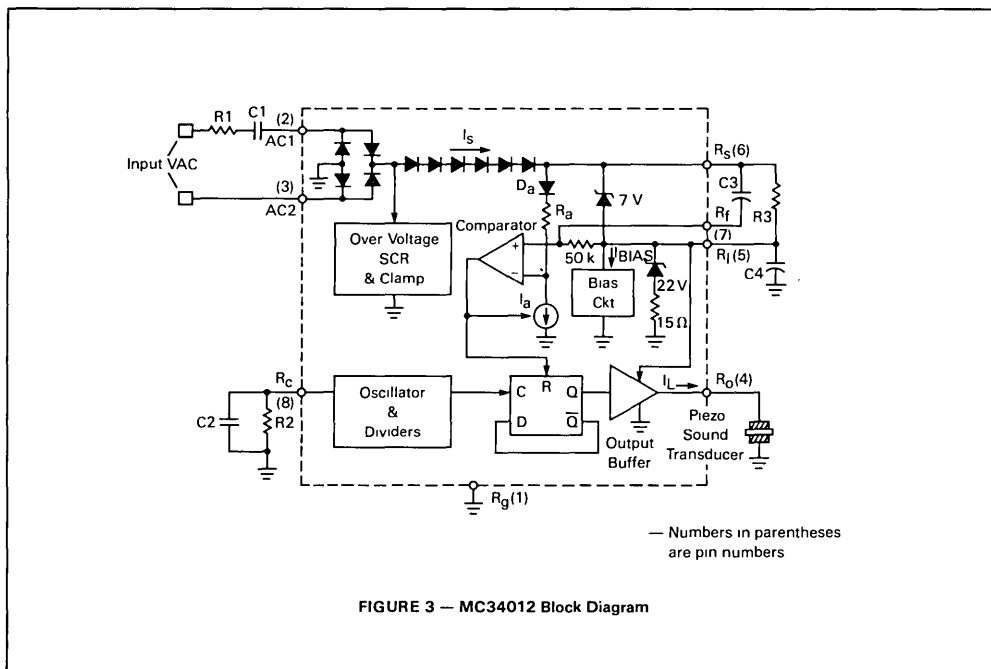 R1
C1
(2)
AC1
Input VAC
(3)
AC2
Is
Da
Ra
7 V
Rs(6)
C3
R3
Rf
(7)
Ri(5)
C4
Comparator
+
−
50 k
IBIAS
Bias
Ckt
22 V
15 Ω
Ia
Over Voltage
SCR
& Clamp
Rc
(8)
C2
R2
Oscillator
&
Dividers
R
C
Q
D
Q̅
Output
Buffer
IL
Ro(4)
Piezo
Sound
Transducer
Rg(1)
— Numbers in parentheses
are pin numbers
FIGURE 3 — MC34012 Block Diagram